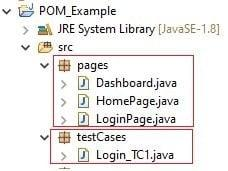 POM_Example
JRE System Library [JavaSE-1.8]
src
pages
Dashboard.java
HomePage.java
LoginPage.java
testCases
Login_TC1.java